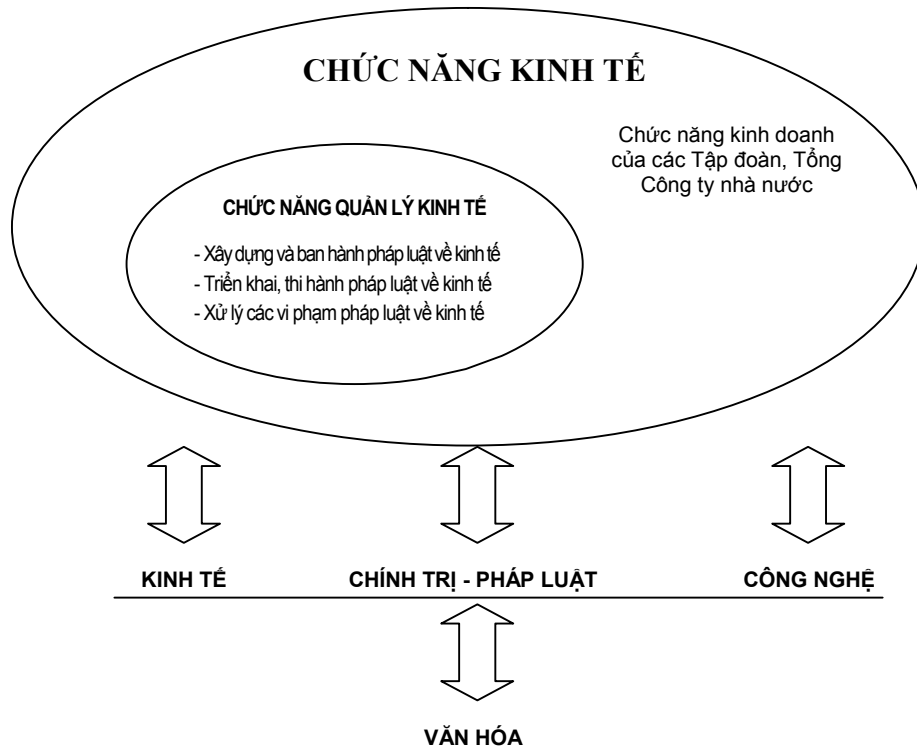 CHỨC NĂNG KINH TẾ
Chức năng kinh doanh
của các Tập đoàn, Tổng
Công ty nhà nước
CHỨC NĂNG QUẢN LÝ KINH TẾ
- Xây dựng và ban hành pháp luật về kinh tế
- Triển khai, thi hành pháp luật về kinh tế
- Xử lý các vi phạm pháp luật về kinh tế
KINH TẾ CHÍNH TRỊ - PHÁP LUẬT CÔNG NGHỆ
VĂN HÓA